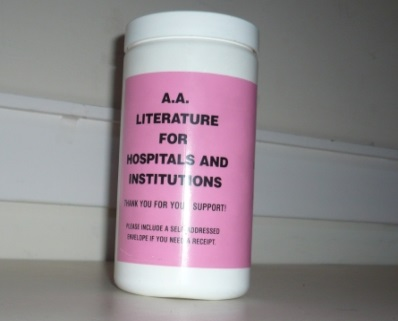 A.A.
LITERATURE
FOR
HOSPITALS AND
INSTITUTIONS
THANK YOU FOR YOUR SUPPORT!
PLEASE INCLUDE A SELF ADDRESSED
ENVELOPE IF YOU NEED A RECEIPT.